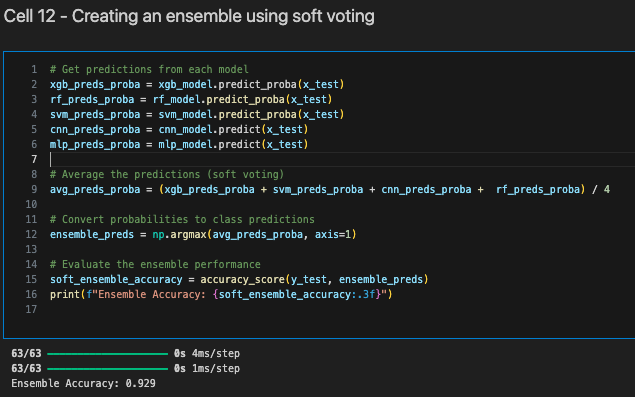 Cell 12 - Creating an ensemble using soft voting
1 # Get predictions from each model
2 xgb_preds_proba = xgb_model.predict_proba(x_test)
3 rf_preds_proba = rf_model.predict_proba(x_test)
4 svm_preds_proba = svm_model.predict_proba(x_test)
5 cnn_preds_proba = cnn_model.predict(x_test)
6 mlp_preds_proba = mlp_model.predict(x_test)
7
8 # Average the predictions (soft voting)
9 avg_preds_proba = (xgb_preds_proba + svm_preds_proba + cnn_preds_proba +  rf_preds_proba) / 4
10
11 # Convert probabilities to class predictions
12 ensemble_preds = np.argmax(avg_preds_proba, axis=1)
13
14 # Evaluate the ensemble performance
15 soft_ensemble_accuracy = accuracy_score(y_test, ensemble_preds)
16 print(f"Ensemble Accuracy: {soft_ensemble_accuracy:.3f}")
17
63/63 ━━━━━━━━━━━━━━━━━━━━ 0s 4ms/step
63/63 ━━━━━━━━━━━━━━━━━━━━ 0s 1ms/step
Ensemble Accuracy: 0.929